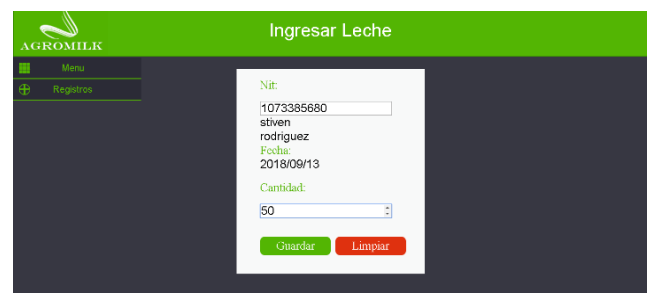 AGROMILK
Ingresar Leche
Menu
Registros
Nit:
1073385680
stiven
rodriguez
Fecha:
2018/09/13
Cantidad:
50
Guardar Limpiar